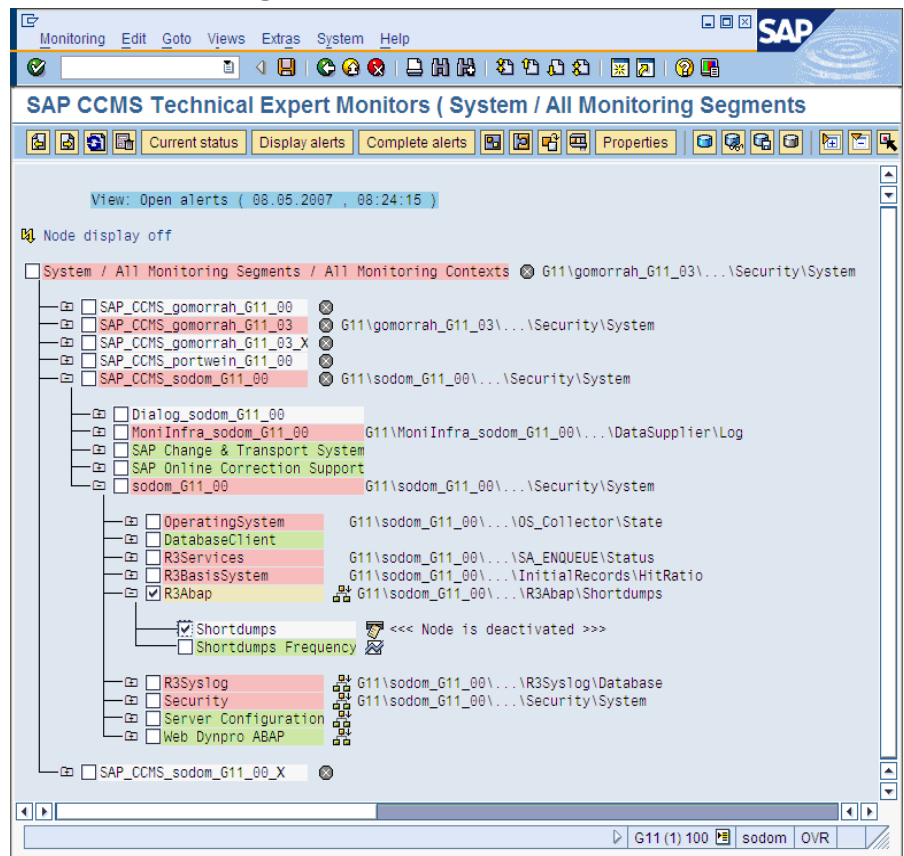 Monitoring Edit Goto Views Extras System Help
SAP
SAP CCMS Technical Expert Monitors ( System / All Monitoring Segments
Current status Display alerts Complete alerts Properties
View: Open alerts ( 08.05.2007 , 08:24:15 )
Node display off
System / All Monitoring Segments / All Monitoring Contexts G11\gomorrah_G11_03\...\Security\System
SAP_CCMS_gomorrah_G11_00
SAP_CCMS_gomorrah_G11_03 G11\gomorrah_G11_03\...\Security\System
SAP_CCMS_gomorrah_G11_03_X
SAP_CCMS_portwein_G11_00
SAP_CCMS_sodom_G11_00 G11\sodom_G11_00\...\Security\System
Dialog_sodom_G11_00
MoniInfra_sodom_G11_00 G11\MoniInfra_sodom_G11_00\...\DataSupplier\Log
SAP Change & Transport System
SAP Online Correction Support
sodom_G11_00 G11\sodom_G11_00\...\Security\System
OperatingSystem G11\sodom_G11_00\...\OS_Collector\State
DatabaseClient
R3Services G11\sodom_G11_00\...\SA_ENQUEUE\Status
R3BasisSystem G11\sodom_G11_00\...\InitialRecords\HitRatio
R3Abap G11\sodom_G11_00\...\R3Abap\Shortdumps
Shortdumps <<< Node is deactivated >>>
Shortdumps Frequency
R3Syslog G11\sodom_G11_00\...\R3Syslog\Database
Security G11\sodom_G11_00\...\Security\System
Server Configuration
Web Dynpro ABAP
SAP_CCMS_sodom_G11_00_X
G11 (1) 100 sodom OVR